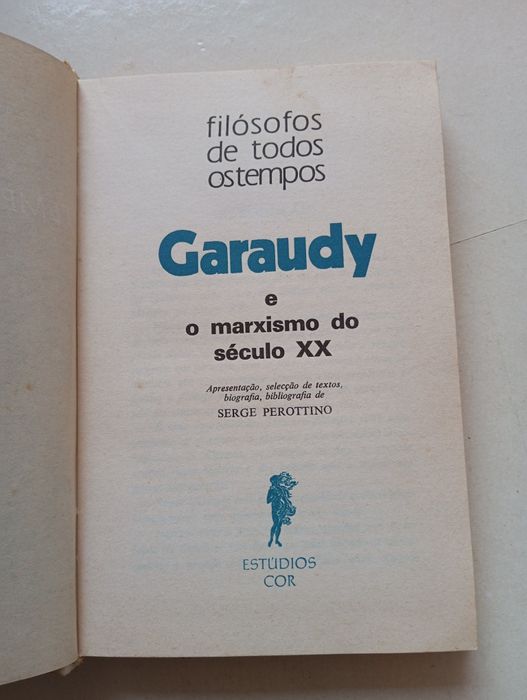 filósofos
de todos
ostempos
Garaudy
e
o marxismo do
século XX
Apresentação, selecção de textos,
biografia, bibliografia de
SERGE PEROTTINO
ESTÚDIOS
COR